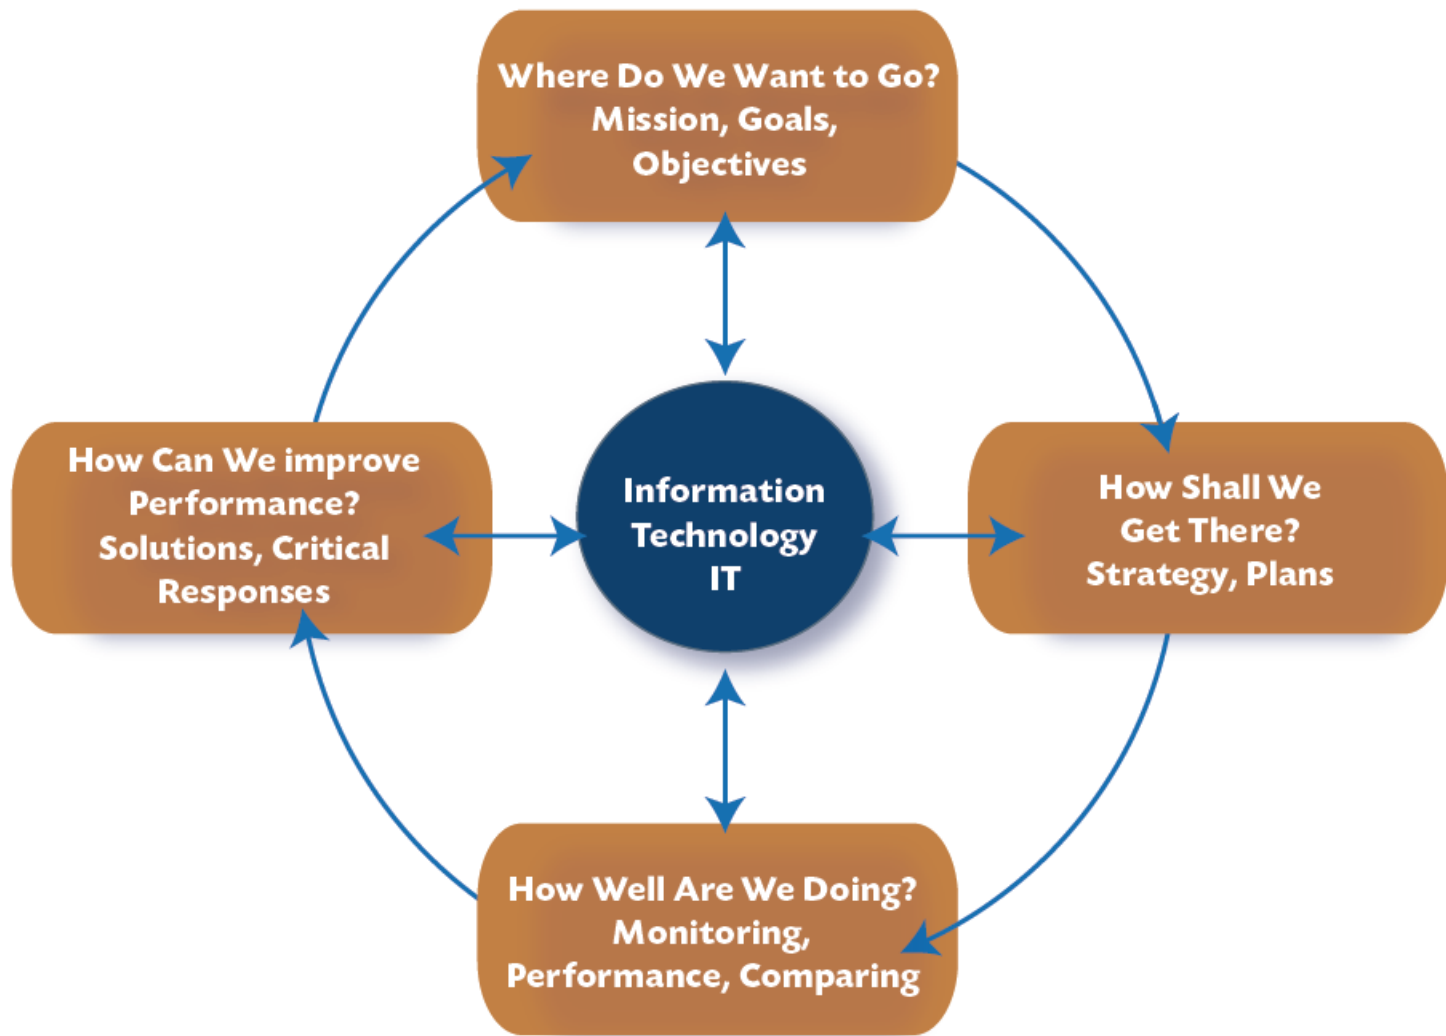 Where Do We Want to Go?
Mission, Goals,
Objectives
How Can We improve
Performance?
Solutions, Critical
Responses
Information
Technology
IT
How Shall We
Get There?
Strategy, Plans
How Well Are We Doing?
Monitoring,
Performance, Comparing